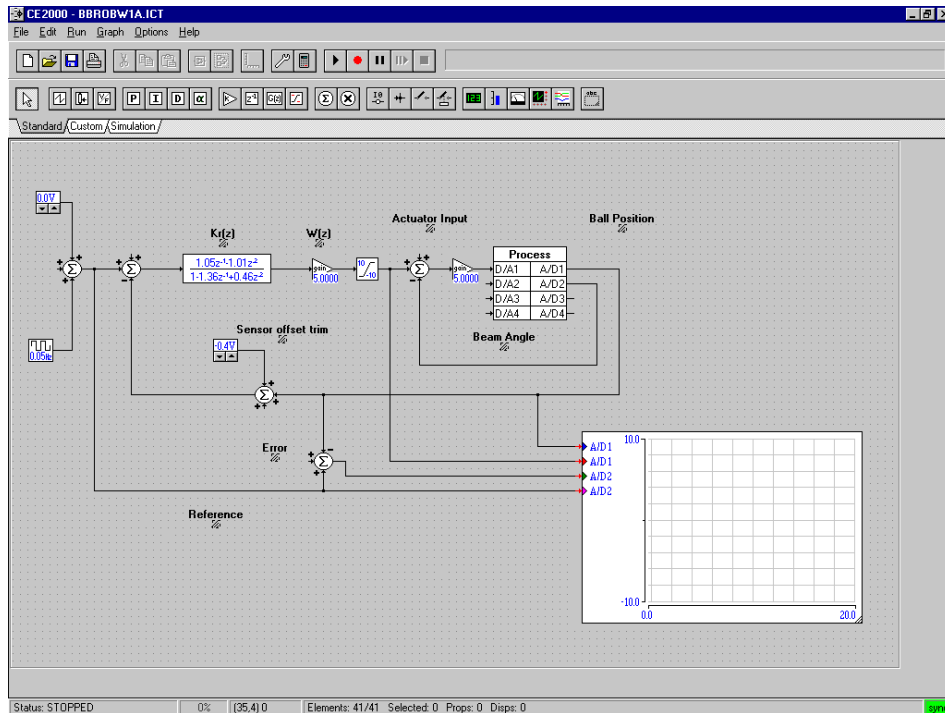 CE2000 - BBROBW1A.ICT
File Edit Run Graph Options Help
Standard Custom Simulation
0.0V
Actuator Input
Ball Position
Kr(z)
W(z)
Process
1.05z⁻¹-1.01z⁻²
1-1.36z⁻¹+0.46z⁻²
gain
5.0000
10
-10
gain
5.0000
D/A1 A/D1
D/A2 A/D2
D/A3 A/D3
D/A4 A/D4
Sensor offset trim
Beam Angle
0.05Hz
-0.4V
Error
A/D1
A/D1
A/D2
A/D2
10.0
-10.0
0.0
20.0
Reference
Status: STOPPED 0% (35,4) 0 Elements: 41/41 Selected: 0 Props: 0 Disps: 0